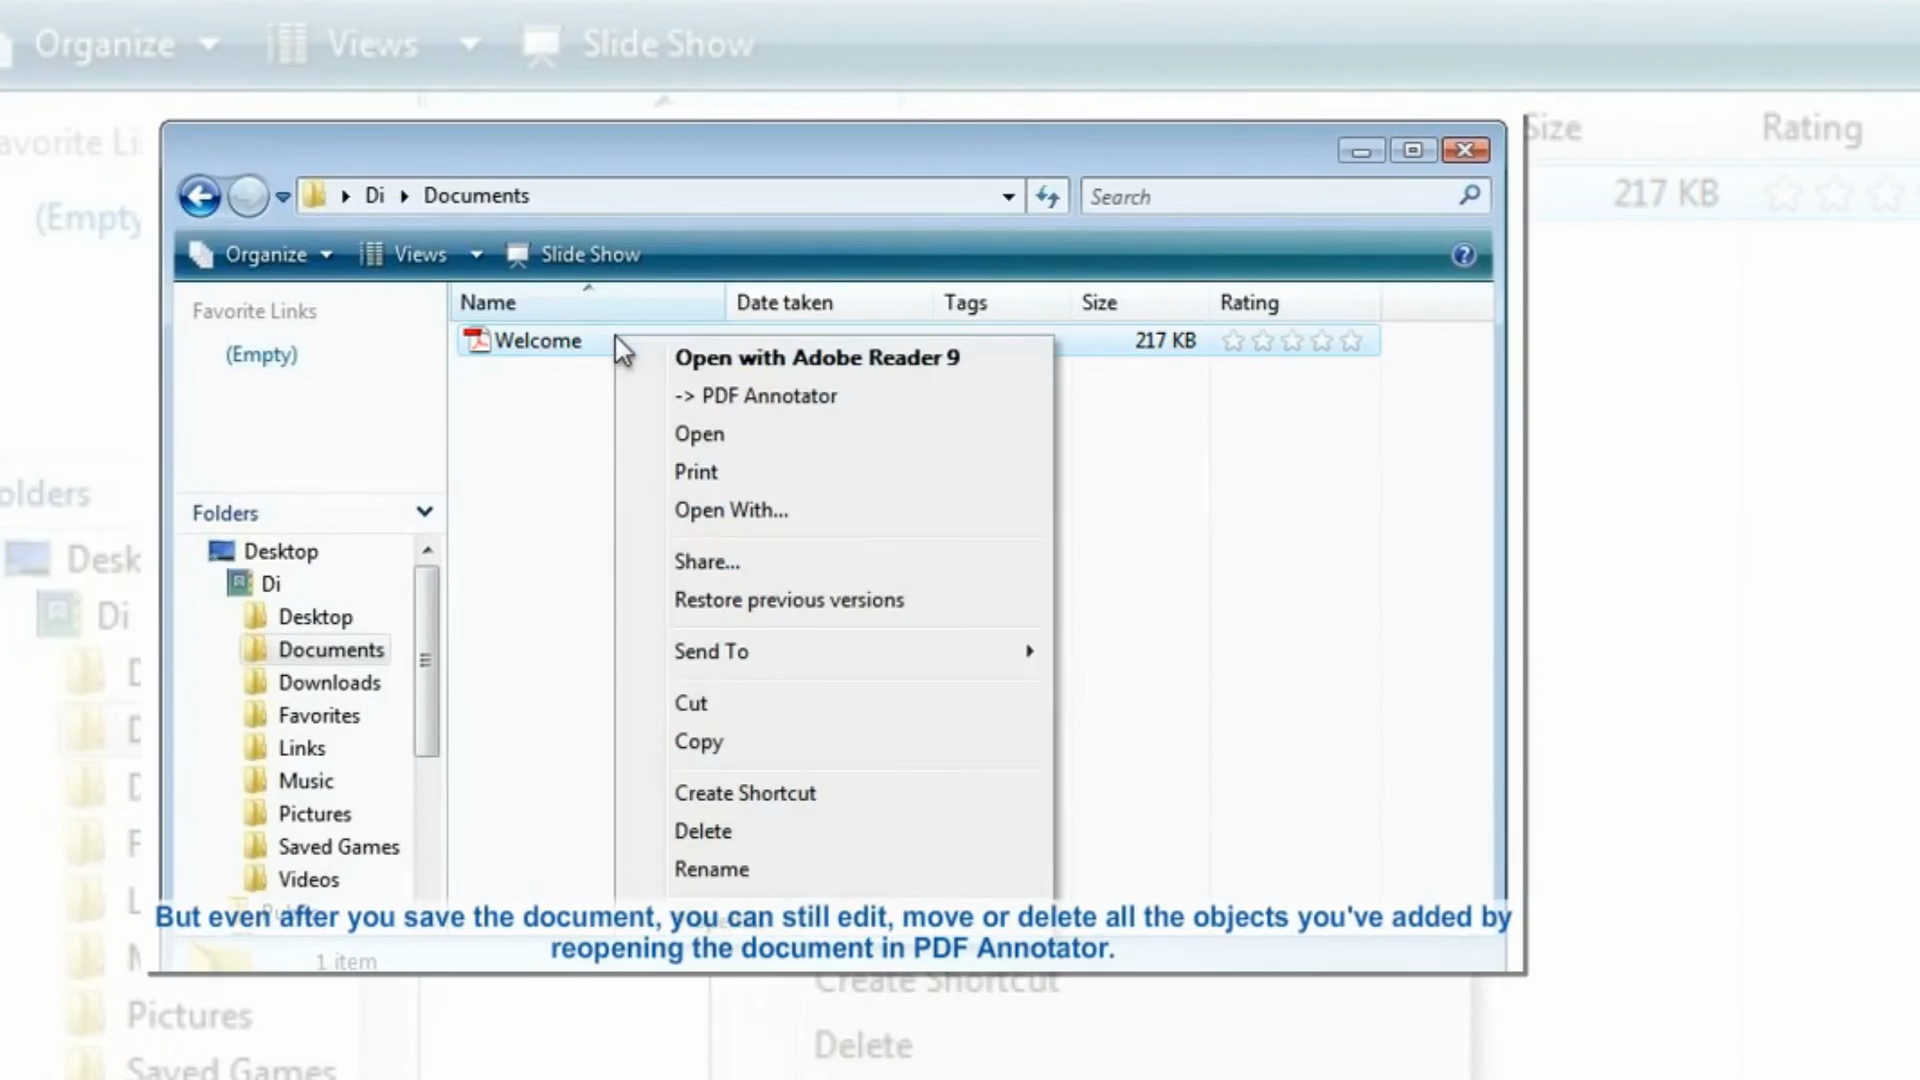 Organize Views Slide Show
Size Rating
(Empty
217 KB
Di Documents
Search
Organize Views Slide Show
Favorite Links
(Empty)
Name Date taken Tags Size Rating
Welcome 217 KB
Open with Adobe Reader 9
-> PDF Annotator
Open
Print
Open With...
Share...
Restore previous versions
Send To
Cut
Copy
Create Shortcut
Delete
Rename
Folders
Desktop
Di
Desktop
Documents
Downloads
Favorites
Links
Music
Pictures
Saved Games
Videos
But even after you save the document, you can still edit, move or delete all the objects you've added by
reopening the document in PDF Annotator.
1 item
Di
Create Shortcut
Pictures
Delete
Saved Games